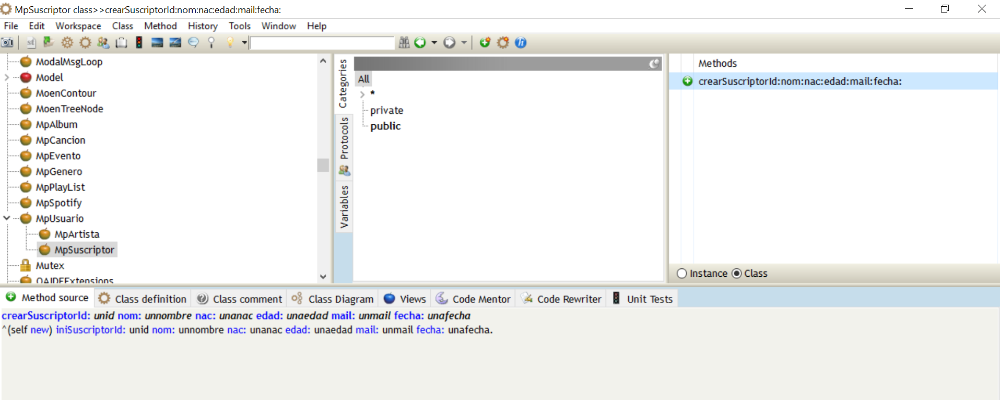 MpSuscriptor class>>crearSuscriptorId:nom:nac:edad:mail:fecha:
File Edit Workspace Class Method History Tools Window Help
st
h
ModalMsgLoop
Model
MoenContour
MoenTreeNode
MpAlbum
MpCancion
MpEvento
MpGenero
MpPlayList
MpSpotify
MpUsuario
MpArtista
MpSuscriptor
Mutex
OAIDEExtensions
Categories
Protocols
Variables
All
*
private
public
Methods
crearSuscriptorId:nom:nac:edad:mail:fecha:
Instance Class
Method source Class definition Class comment Class Diagram Views Code Mentor Code Rewriter Unit Tests
crearSuscriptorId: unid nom: unnombre nac: unanac edad: unaedad mail: unmail fecha: unafecha
^(self new) iniSuscriptorId: unid nom: unnombre nac: unanac edad: unaedad mail: unmail fecha: unafecha.